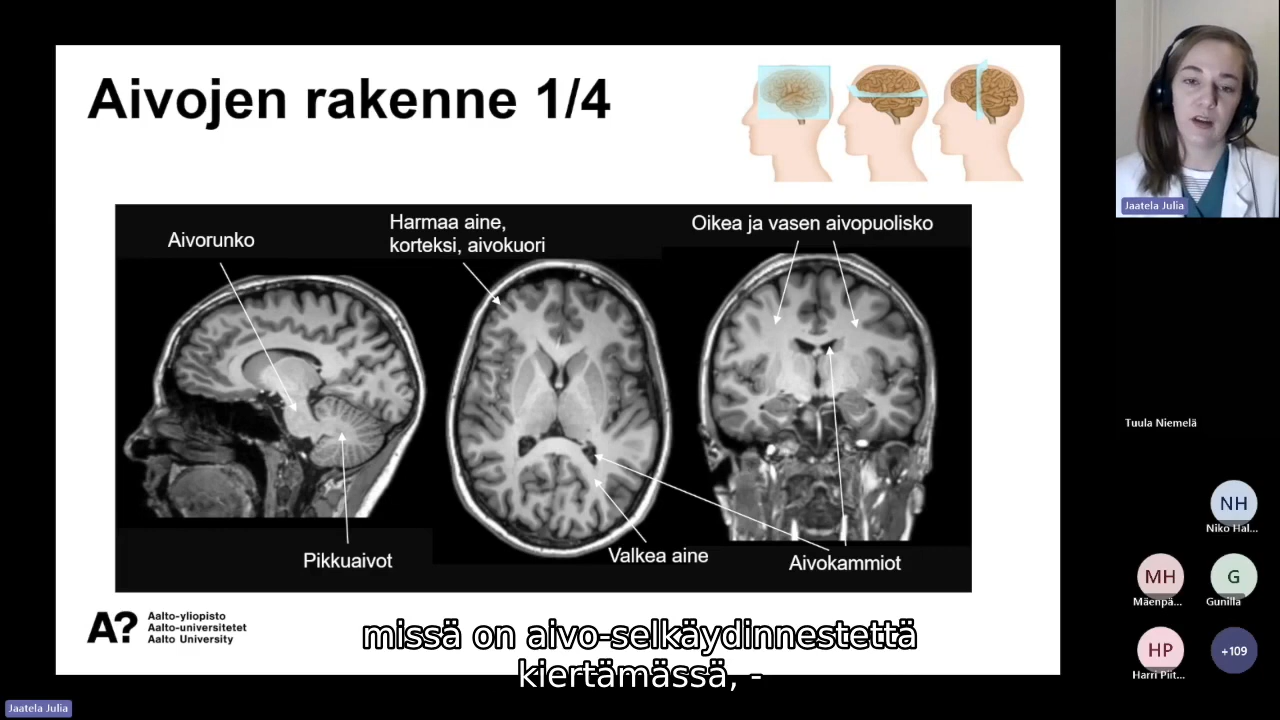 Aivojen rakenne 1/4
Aivorunko
Harmaa aine,
korteksi, aivokuori
Oikea ja vasen aivopuolisko
Pikkuaivot
Valkea aine
Aivokammiot
A?
Aalto-yliopisto
Aalto-universitetet
Aalto University
missä on aivo-selkäydinnestettä
kiertämässä, -
Jaatela Julia
Tuula Niemelä
NH
Niko Hal...
MH
Mäenpä...
G
Gunilla
HP
Harri Piit...
+109
Jaatela Julia